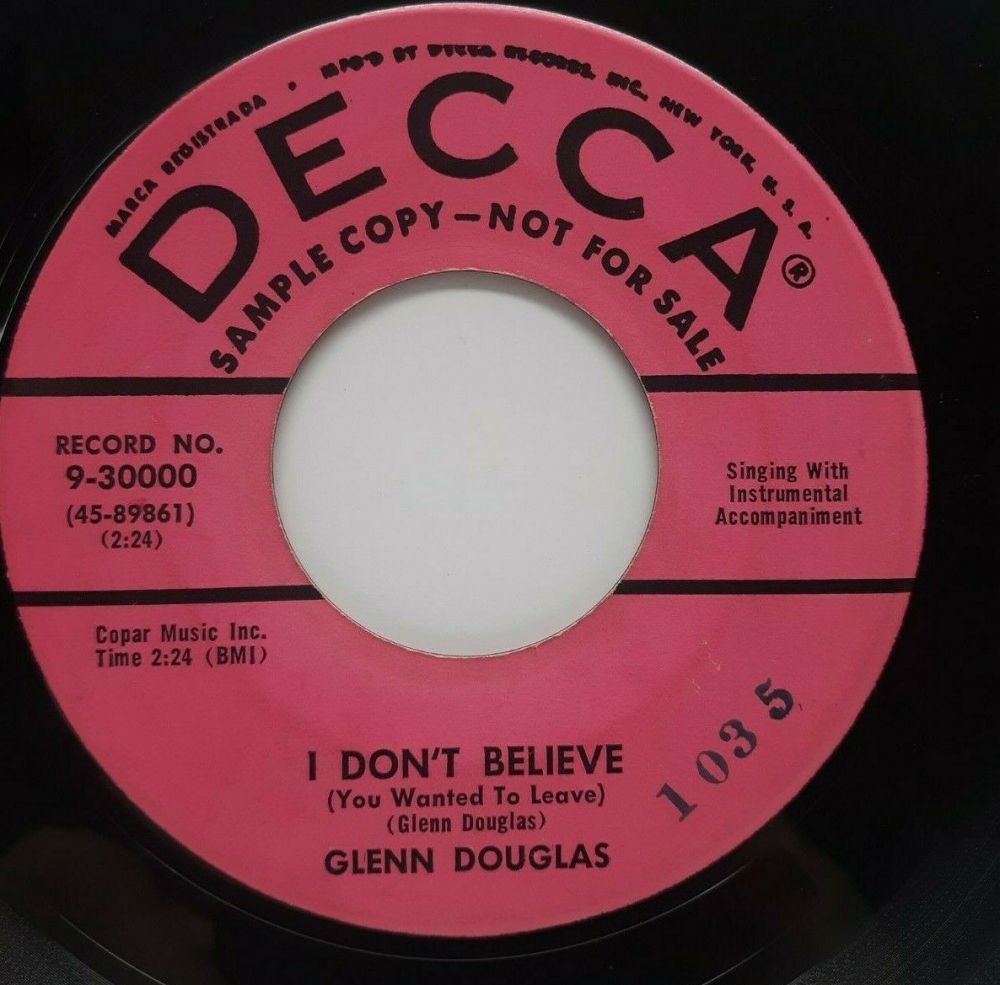 MARCA REGISTRADA • MF'D BY DECCA RECORDS, INC., NEW YORK, U. S. A.
DECCA®
SAMPLE COPY—NOT FOR SALE
RECORD NO.
9-30000
(45-89861)
(2:24)
Singing With
Instrumental
Accompaniment
Copar Music Inc.
Time 2:24 (BMI)
1035
I DON'T BELIEVE
(You Wanted To Leave)
(Glenn Douglas)
GLENN DOUGLAS